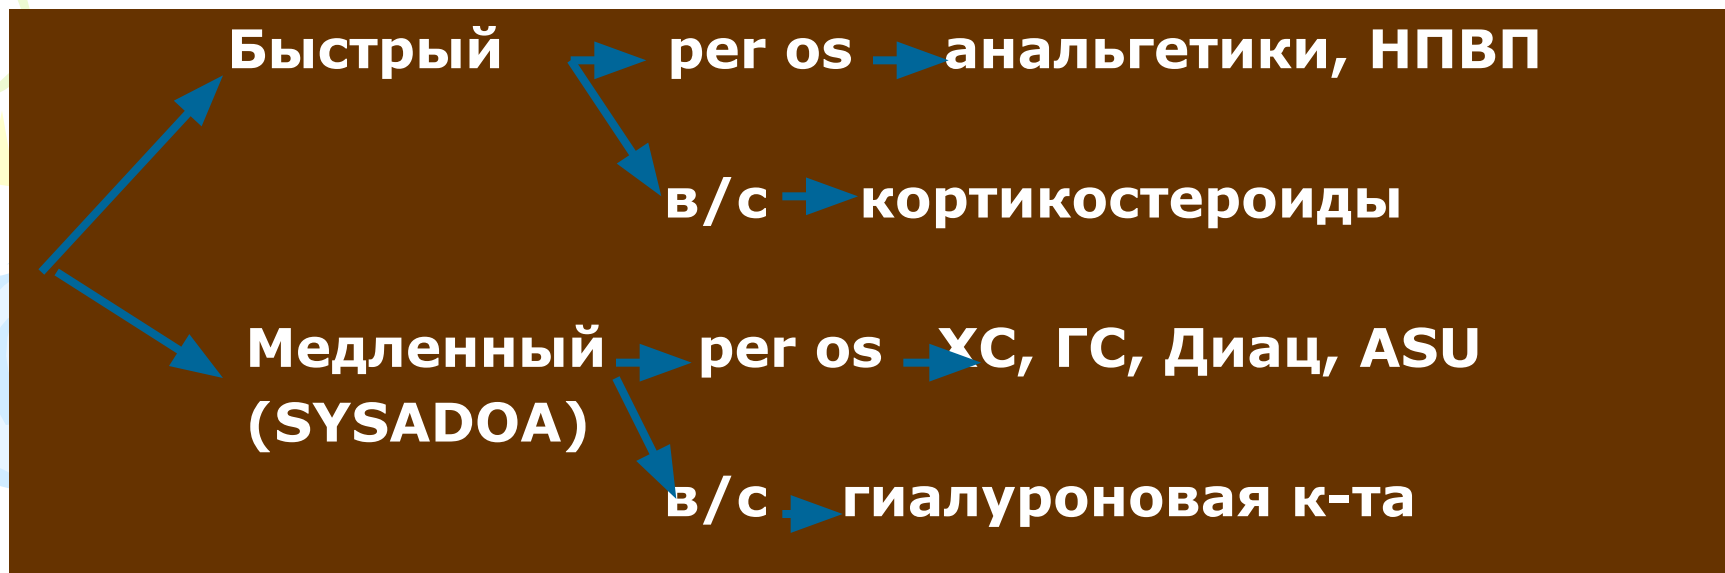 Быстрый per os анальгетики, НПВП
в/с кортикостероиды
Медленный per os ХС, ГС, Диац, ASU
(SYSADOA)
в/с гиалуроновая к-та